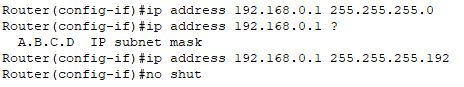 Router(config-if)#ip address 192.168.0.1 255.255.255.0
Router(config-if)#ip address 192.168.0.1 ?
  A.B.C.D  IP subnet mask
Router(config-if)#ip address 192.168.0.1 255.255.255.192
Router(config-if)#no shut